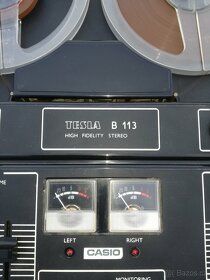 TESLA B 113
HIGH FIDELITY STEREO
dB dB
LEFT RIGHT
CASIO
MONITORING